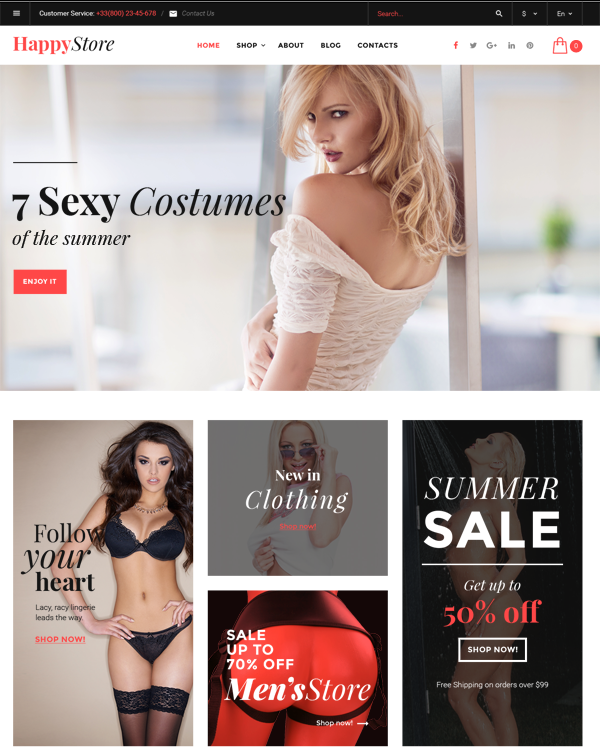 Customer Service: +33(800) 23-45-678 / Contact Us
Search...
$
En
HappyStore
HOME
SHOP
ABOUT
BLOG
CONTACTS
0
7 Sexy Costumes
of the summer
ENJOY IT
Follow
your
heart
Lacy, racy lingerie
leads the way
SHOP NOW!
New in
Clothing
Shop now!
SALE
UP TO
70% OFF
Men'sStore
Shop now!
SUMMER
SALE
Get up to
50% off
SHOP NOW!
Free Shipping on orders over $99